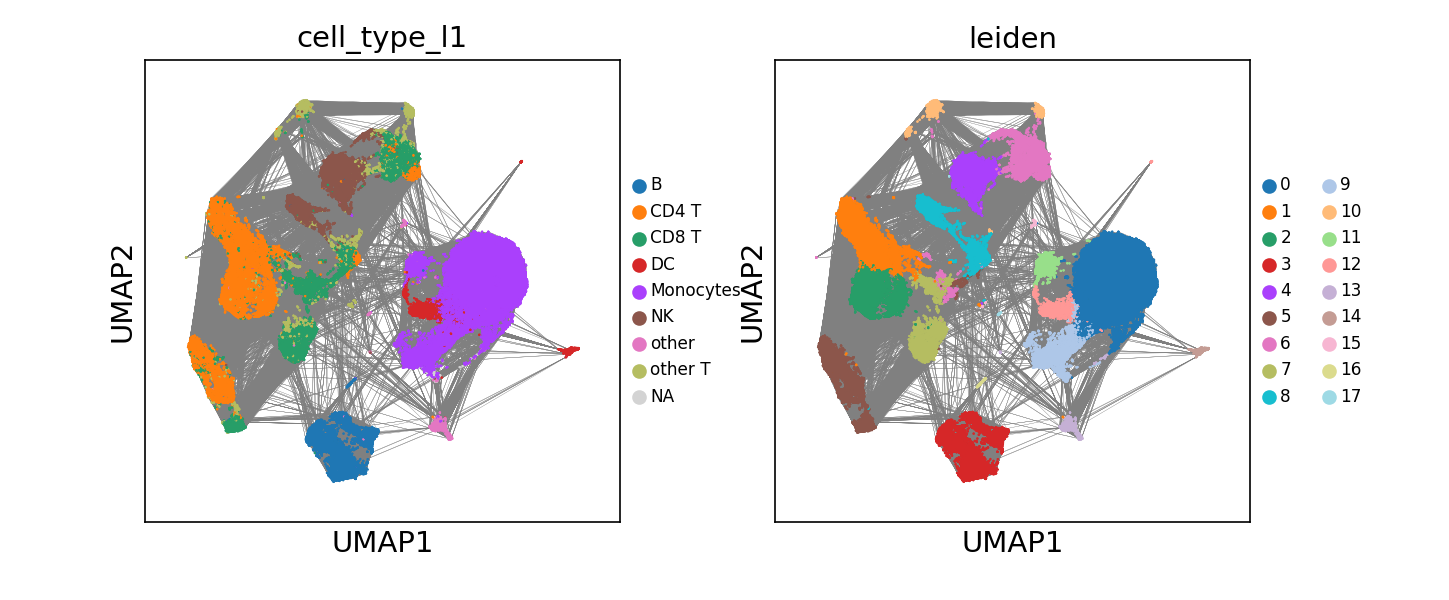 cell_type_l1
UMAP2
UMAP1
B
CD4 T
CD8 T
DC
Monocytes
NK
other
other T
NA
leiden
UMAP2
UMAP1
0
1
2
3
4
5
6
7
8
9
10
11
12
13
14
15
16
17